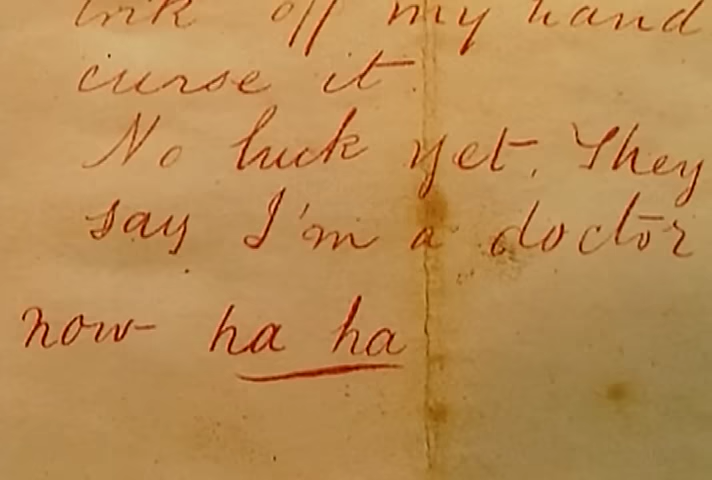 ink off my hand
curse it.
No luck yet. They
say I'm a doctor
now ha ha